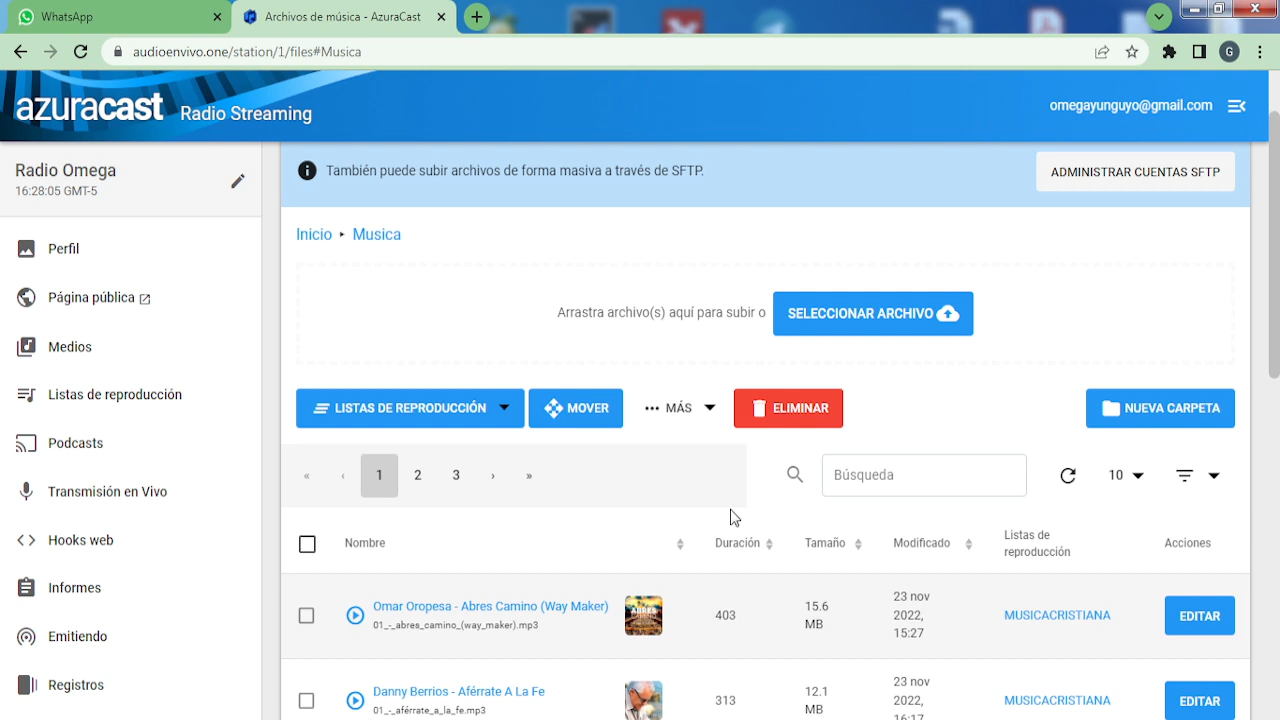 WhatsApp
Archivos de música - AzuraCast
audioenvivo.one/station/1/files#Musica
G
azuracast Radio Streaming
omegayunguyo@gmail.com
Radio Omega
16:28:05 GMT-5
Perfil
Página pública
Medios
Listas de reproducción
Podcasts
Transmisión en Vivo
Hooks web
Informes
Emitiendo
Registros
También puede subir archivos de forma masiva a través de SFTP.
ADMINISTRAR CUENTAS SFTP
Inicio ‣ Musica
Arrastra archivo(s) aquí para subir o SELECCIONAR ARCHIVO
LISTAS DE REPRODUCCIÓN MOVER ••• MÁS ELIMINAR NUEVA CARPETA
« ‹ 1 2 3 › » Búsqueda 10
Nombre Duración Tamaño Modificado Listas de
reproducción Acciones
Omar Oropesa - Abres Camino (Way Maker)
01_-_abres_camino_(way_maker).mp3
ABRES
CAMINO
403
15.6
MB
23 nov
2022,
15:27
MUSICACRISTIANA
EDITAR
Danny Berrios - Aférrate A La Fe
01_-_aférrate_a_la_fe.mp3
313
12.1
MB
23 nov
2022,
16:17
MUSICACRISTIANA
EDITAR